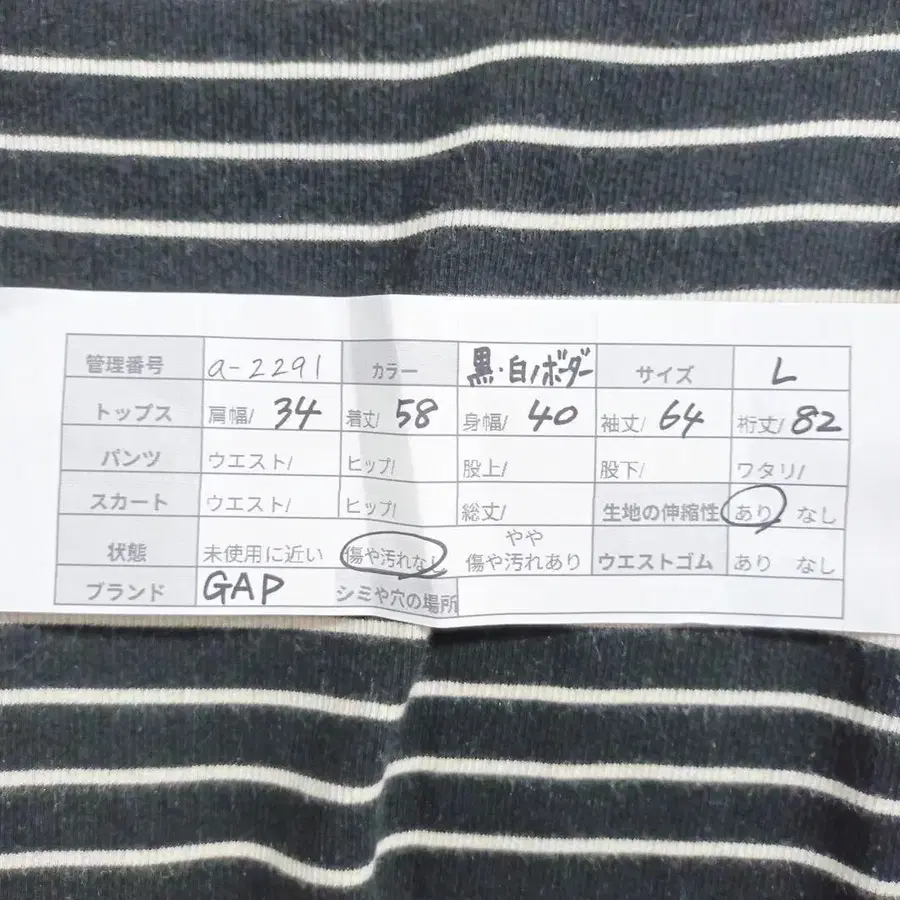 管理番号 a-2291 カラー 黒・白/ボーダー サイズ L
トップス 肩幅/ 34 着丈/ 58 身幅/ 40 袖丈/ 64 裄丈/ 82
パンツ ウエスト/ ヒップ/ 股上/ 股下/ ワタリ/
スカート ウエスト/ ヒップ/ 総丈/ 生地の伸縮性 あり なし
状態 未使用に近い 傷や汚れなし やや 傷や汚れあり ウエストゴム あり なし
ブランド GAP シミや穴の場所